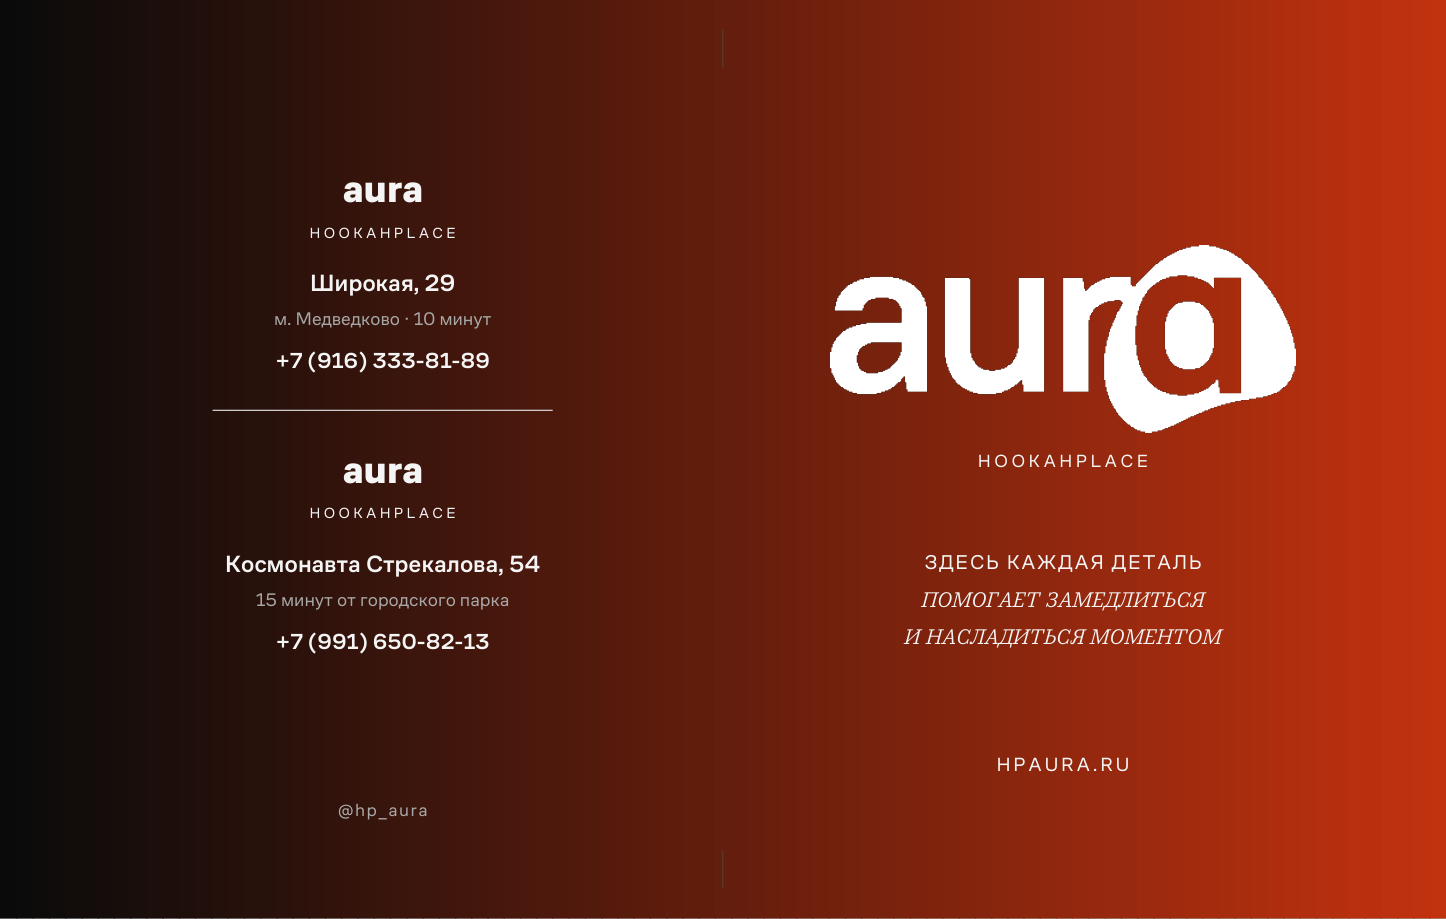 aura
HOOKAHPLACE
Широкая, 29
м. Медведково · 10 минут
+7 (916) 333-81-89
aura
HOOKAHPLACE
Космонавта Стрекалова, 54
15 минут от городского парка
+7 (991) 650-82-13
@hp_aura
aura
HOOKAHPLACE
ЗДЕСЬ КАЖДАЯ ДЕТАЛЬ
ПОМОГАЕТ ЗАМЕДЛИТЬСЯ
И НАСЛАДИТЬСЯ МОМЕНТОМ
HPAURA.RU